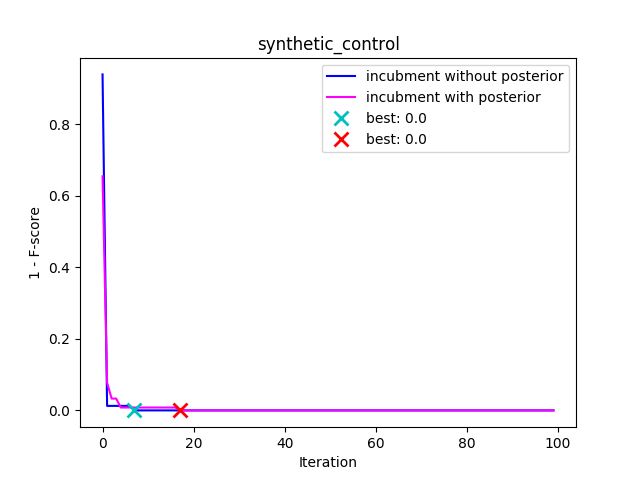 synthetic_control
incubment without posterior
incubment with posterior
best: 0.0
best: 0.0
1 - F-score
0.8
0.6
0.4
0.2
0.0
0 20 40 60 80 100
Iteration